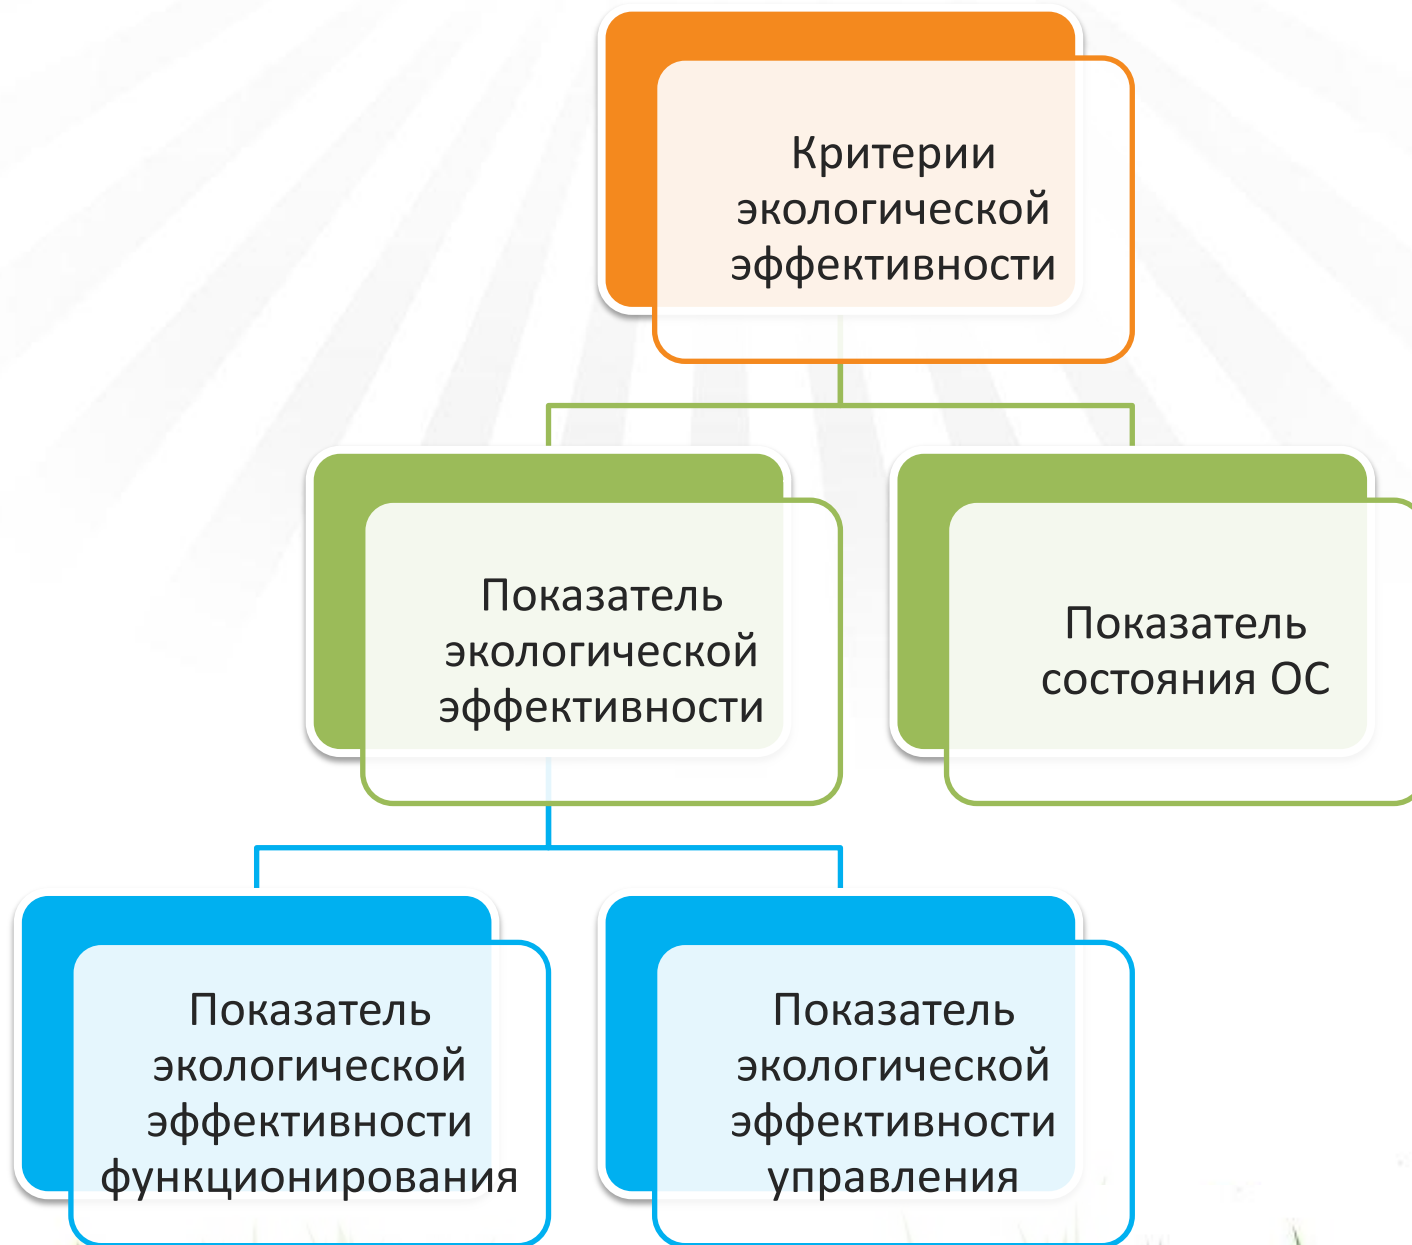 Критерии
экологической
эффективности
Показатель
экологической
эффективности
Показатель
состояния ОС
Показатель
экологической
эффективности
функционирования
Показатель
экологической
эффективности
управления